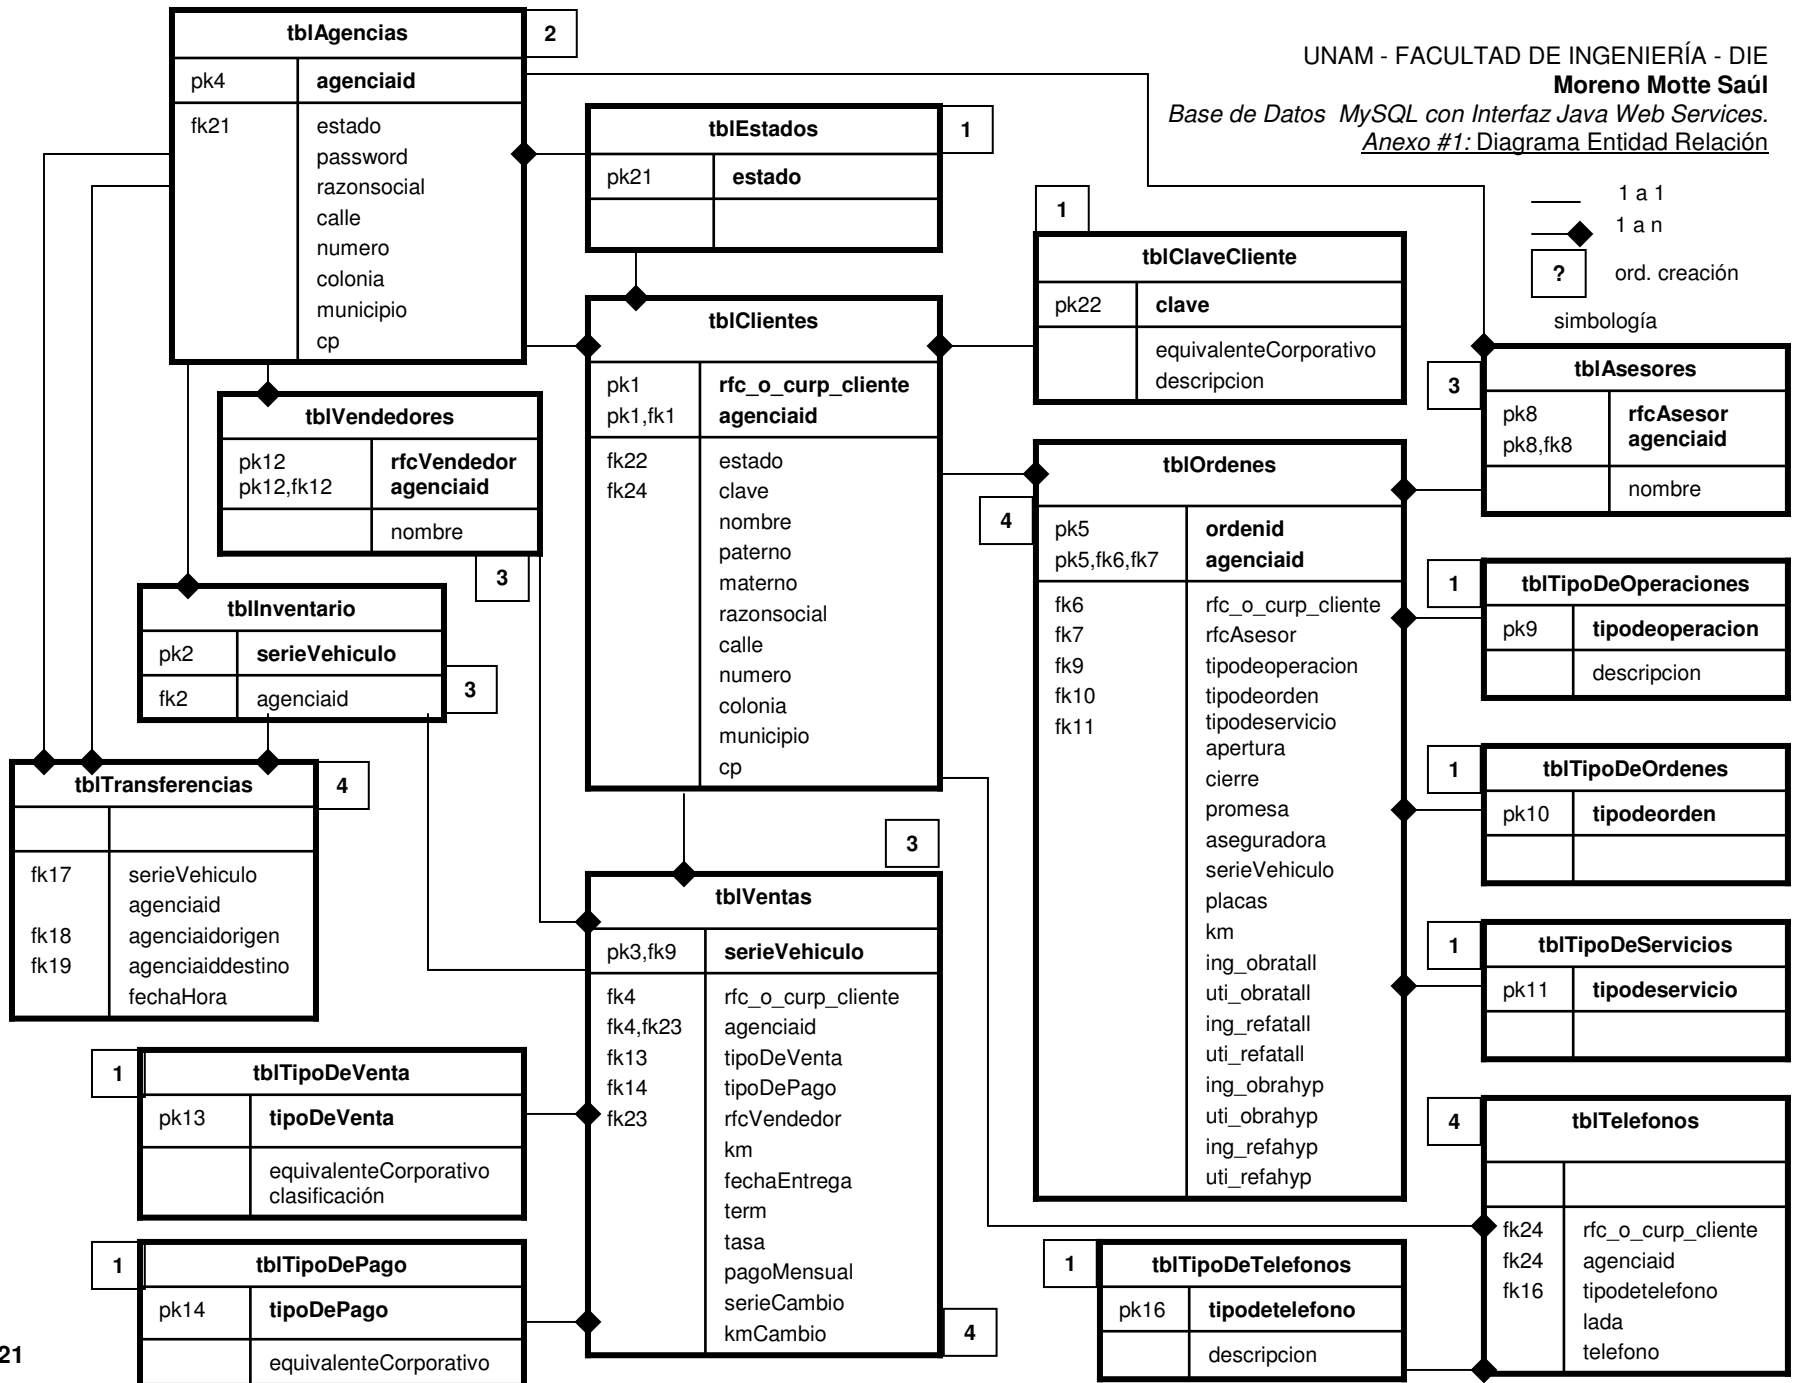 UNAM - FACULTAD DE INGENIERÍA - DIE
Moreno Motte Saúl
Base de Datos MySQL con Interfaz Java Web Services.
Anexo #1: Diagrama Entidad Relación
1 a 1
1 a n
? ord. creación
simbología
tblAgencias
2
pk4 agenciaid
fk21 estado
password
razonsocial
calle
numero
colonia
municipio
cp
tblEstados
1
pk21 estado
1
tblClaveCliente
pk22 clave
equivalenteCorporativo
descripcion
tblClientes
pk1 rfc_o_curp_cliente
pk1,fk1 agenciaid
fk22 estado
fk24 clave
nombre
paterno
materno
razonsocial
calle
numero
colonia
municipio
cp
3
tblVendedores
pk12 rfcVendedor
pk12,fk12 agenciaid
nombre
3
tblInventario
pk2 serieVehiculo
fk2 agenciaid
3
tblTransferencias
4
fk17 serieVehiculo
agenciaid
fk18 agenciaidorigen
fk19 agenciaiddestino
fechaHora
3
tblAsesores
pk8 rfcAsesor
pk8,fk8 agenciaid
nombre
tblOrdenes
4
pk5 ordenid
pk5,fk6,fk7 agenciaid
fk6 rfc_o_curp_cliente
fk7 rfcAsesor
fk9 tipodeoperacion
fk10 tipodeorden
fk11 tipodeservicio
apertura
cierre
promesa
aseguradora
serieVehiculo
placas
km
ing_obratall
uti_obratall
ing_refatall
uti_refatall
ing_obrahyp
uti_obrahyp
ing_refahyp
uti_refahyp
1
tblTipoDeOperaciones
pk9 tipodeoperacion
descripcion
1
tblTipoDeOrdenes
pk10 tipodeorden
1
tblTipoDeServicios
pk11 tipodeservicio
tblVentas
pk3,fk9 serieVehiculo
fk4 rfc_o_curp_cliente
fk4,fk23 agenciaid
fk13 tipoDeVenta
fk14 tipoDePago
fk23 rfcVendedor
km
fechaEntrega
term
tasa
pagoMensual
serieCambio
kmCambio
4
1
tblTipoDeVenta
pk13 tipoDeVenta
equivalenteCorporativo
clasificación
1
tblTipoDePago
pk14 tipoDePago
equivalenteCorporativo
4
tblTelefonos
fk24 rfc_o_curp_cliente
fk24 agenciaid
fk16 tipodetelefono
lada
telefono
1
tblTipoDeTelefonos
pk16 tipodetelefono
descripcion
21